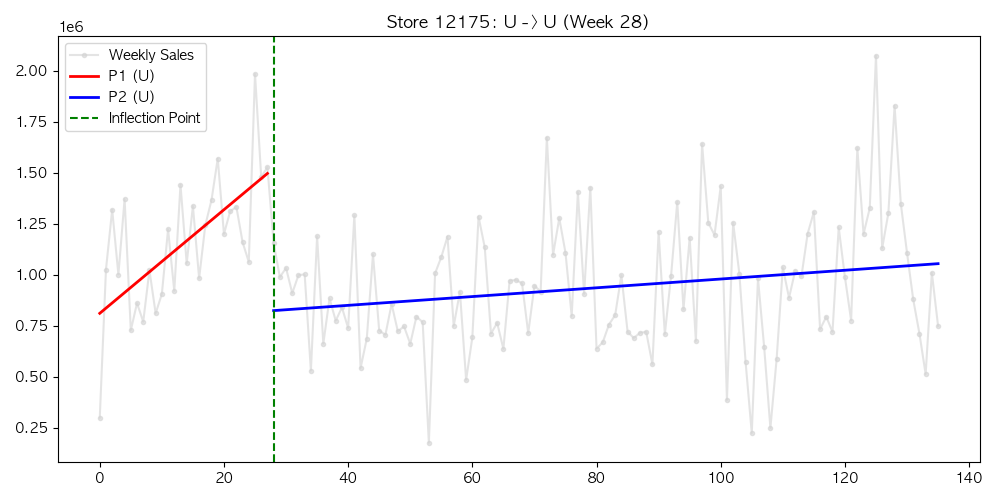 Store 12175: U -> U (Week 28)
1e6
Weekly Sales
P1 (U)
P2 (U)
Inflection Point
2.00
1.75
1.50
1.25
1.00
0.75
0.50
0.25
0 20 40 60 80 100 120 140